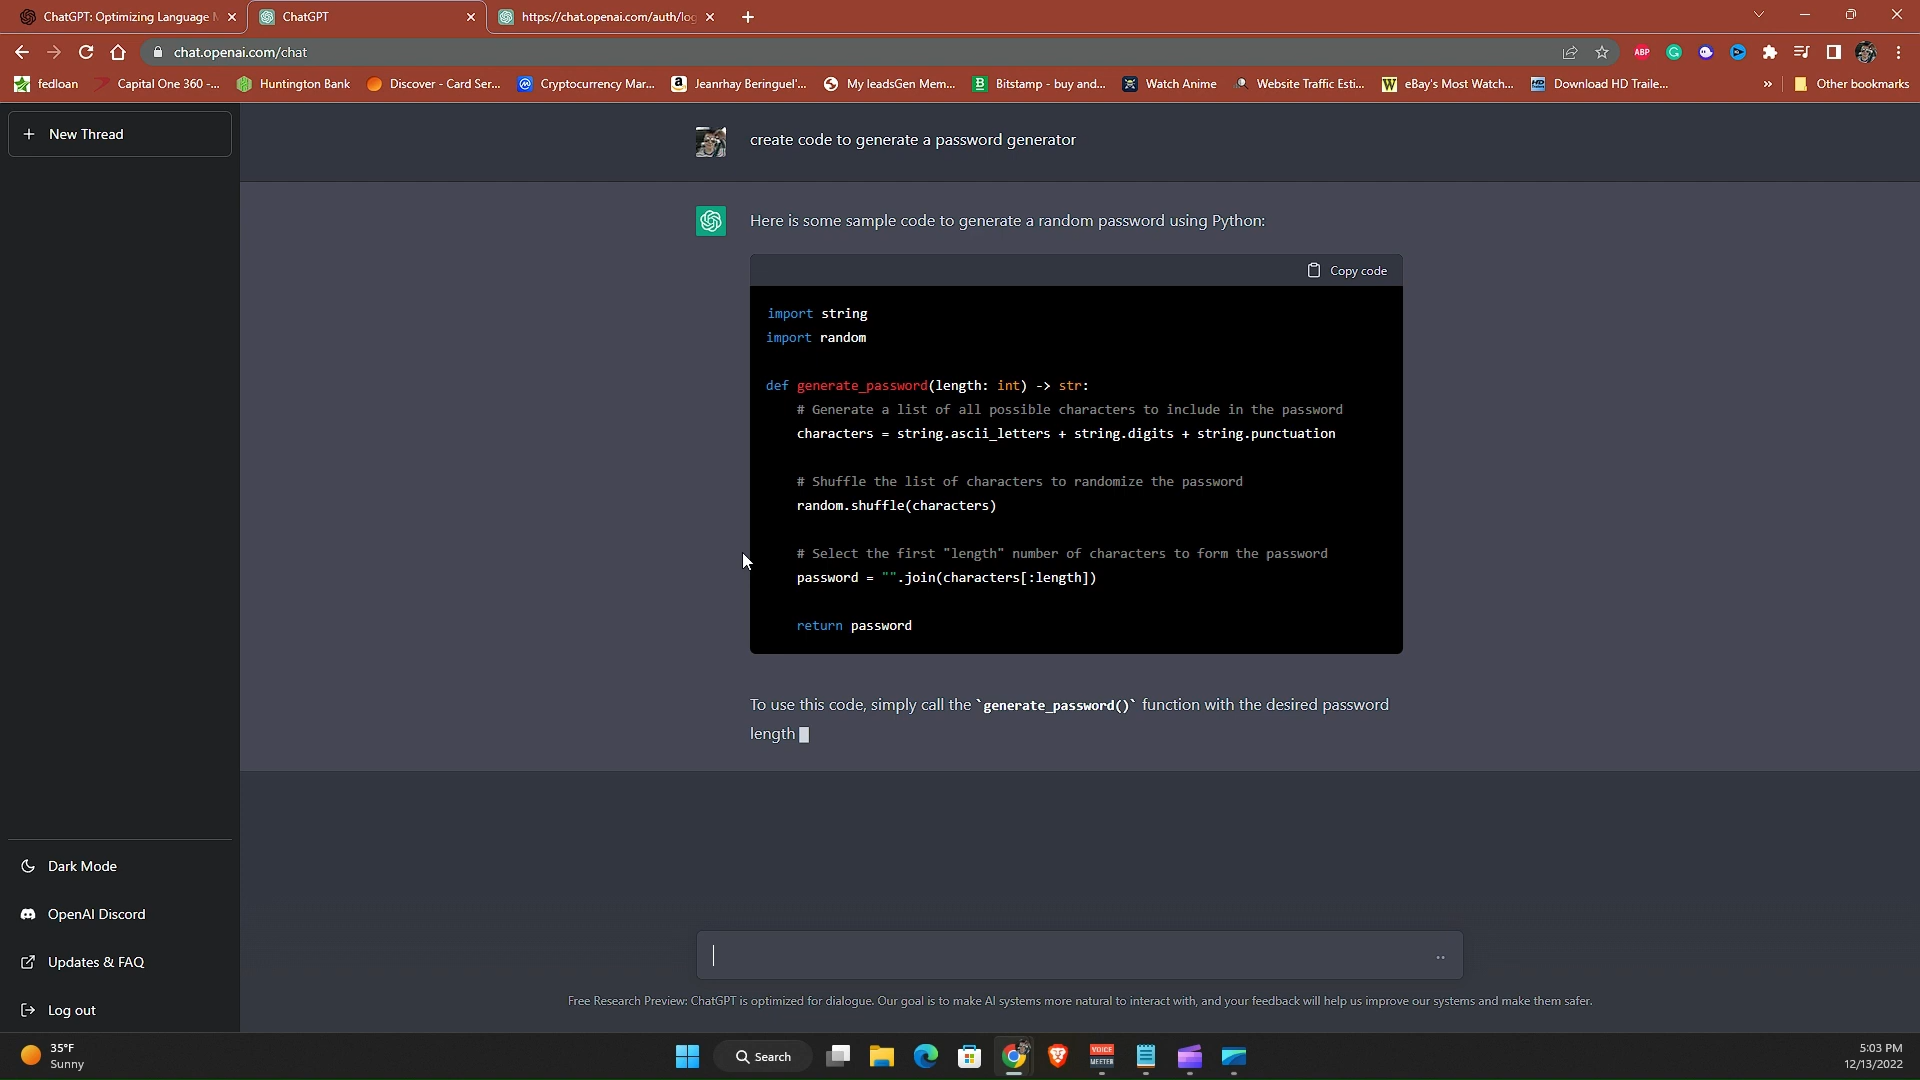 ChatGPT: Optimizing Language M
ChatGPT
https://chat.openai.com/auth/log
chat.openai.com/chat
ABP
fedloan
Capital One 360 -...
Huntington Bank
Discover - Card Ser...
Cryptocurrency Mar...
Jeanrhay Beringuel'...
My leadsGen Mem...
Bitstamp - buy and...
Watch Anime
Website Traffic Esti...
eBay's Most Watch...
Download HD Traile...
»
Other bookmarks
+ New Thread
create code to generate a password generator
Here is some sample code to generate a random password using Python:
Copy code
import string
import random
def generate_password(length: int) -> str:
# Generate a list of all possible characters to include in the password
characters = string.ascii_letters + string.digits + string.punctuation
# Shuffle the list of characters to randomize the password
random.shuffle(characters)
# Select the first "length" number of characters to form the password
password = "".join(characters[:length])
return password
To use this code, simply call the `generate_password()` function with the desired password
length
Dark Mode
OpenAI Discord
Updates & FAQ
Log out
..
Free Research Preview: ChatGPT is optimized for dialogue. Our goal is to make AI systems more natural to interact with, and your feedback will help us improve our systems and make them safer.
35°F
Sunny
Search
VOICE
MEETER
5:03 PM
12/13/2022